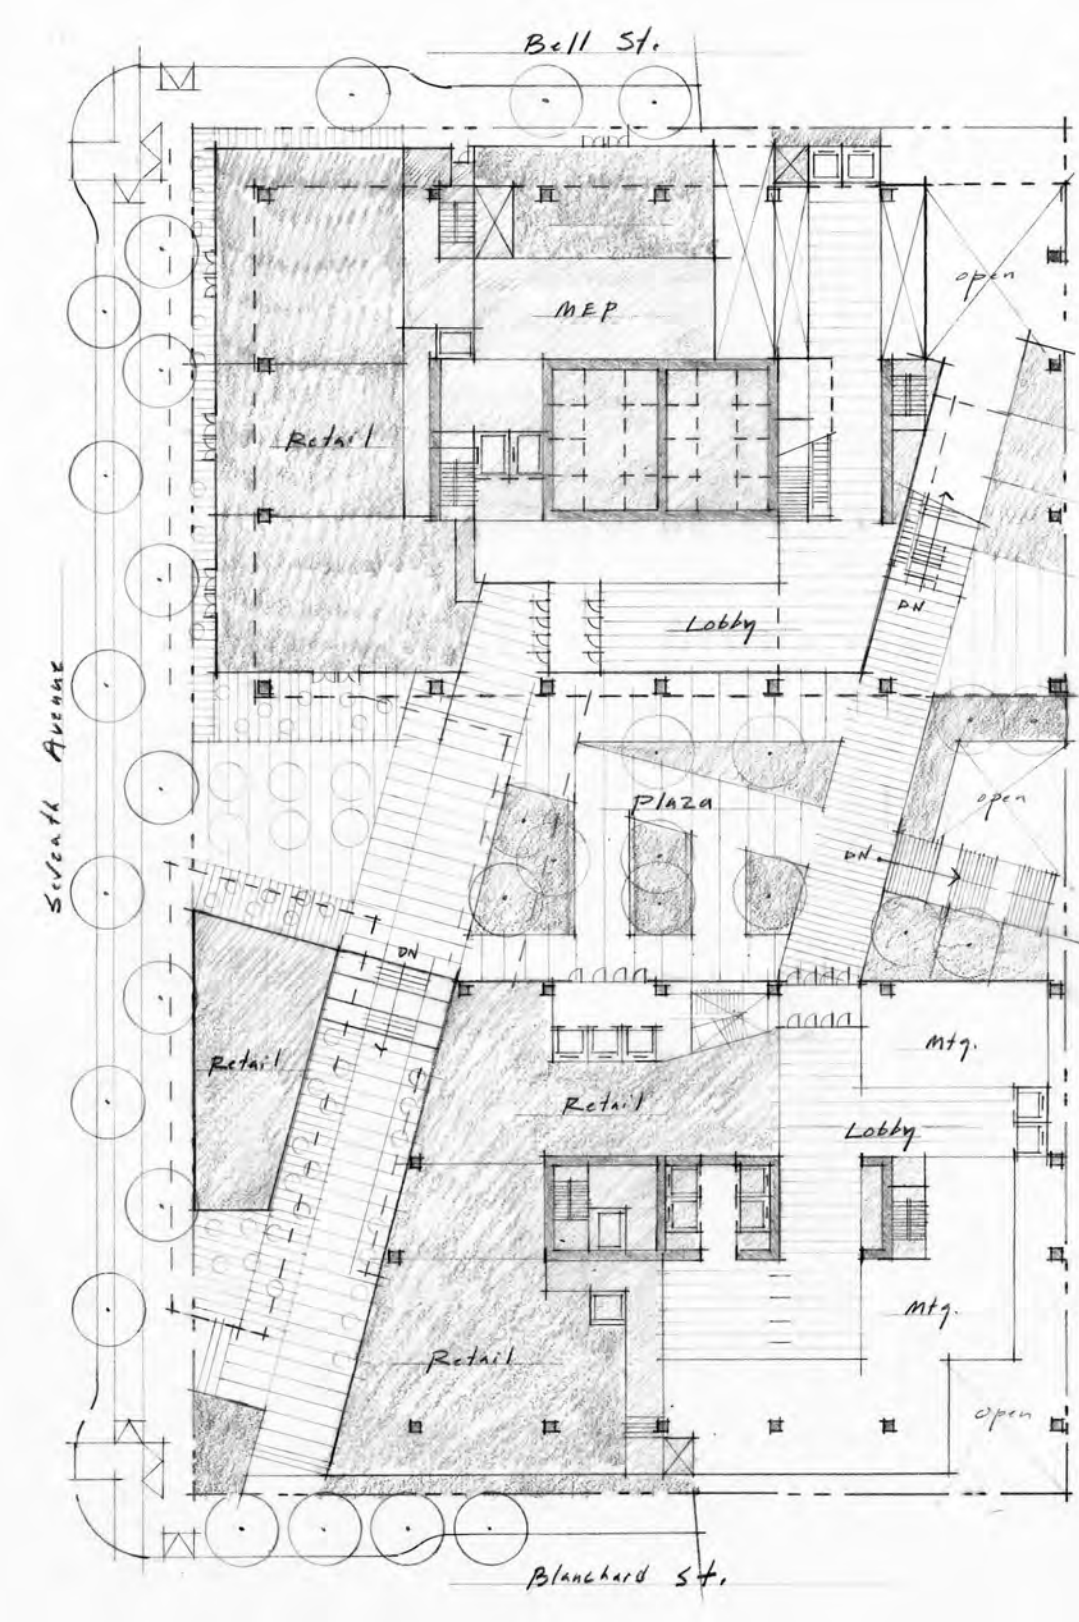 Bell St.
open
MEP
Retail
DN
Lobby
Seventh Avenue
Plaza
open
DN
DN
Retail
Mtg.
Retail
Lobby
Mtg.
Retail
open
Blanchard St.